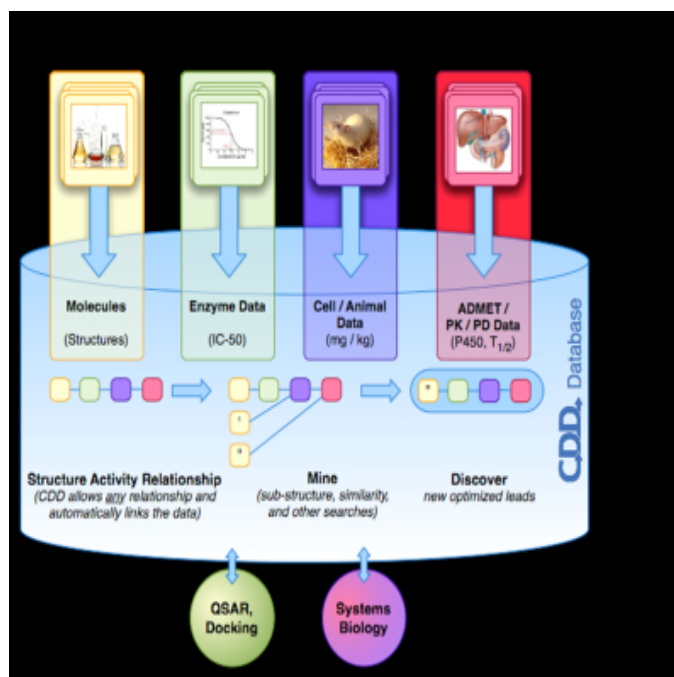 Molecules
(Structures)
Enzyme Data
(IC-50)
Cell / Animal
Data
(mg / kg)
ADMET /
PK / PD Data
(P450, T1/2)
CDD Database
Structure Activity Relationship
(CDD allows any relationship and
automatically links the data)
Mine
(sub-structure, similarity,
and other searches)
Discover
new optimized leads
QSAR,
Docking
Systems
Biology